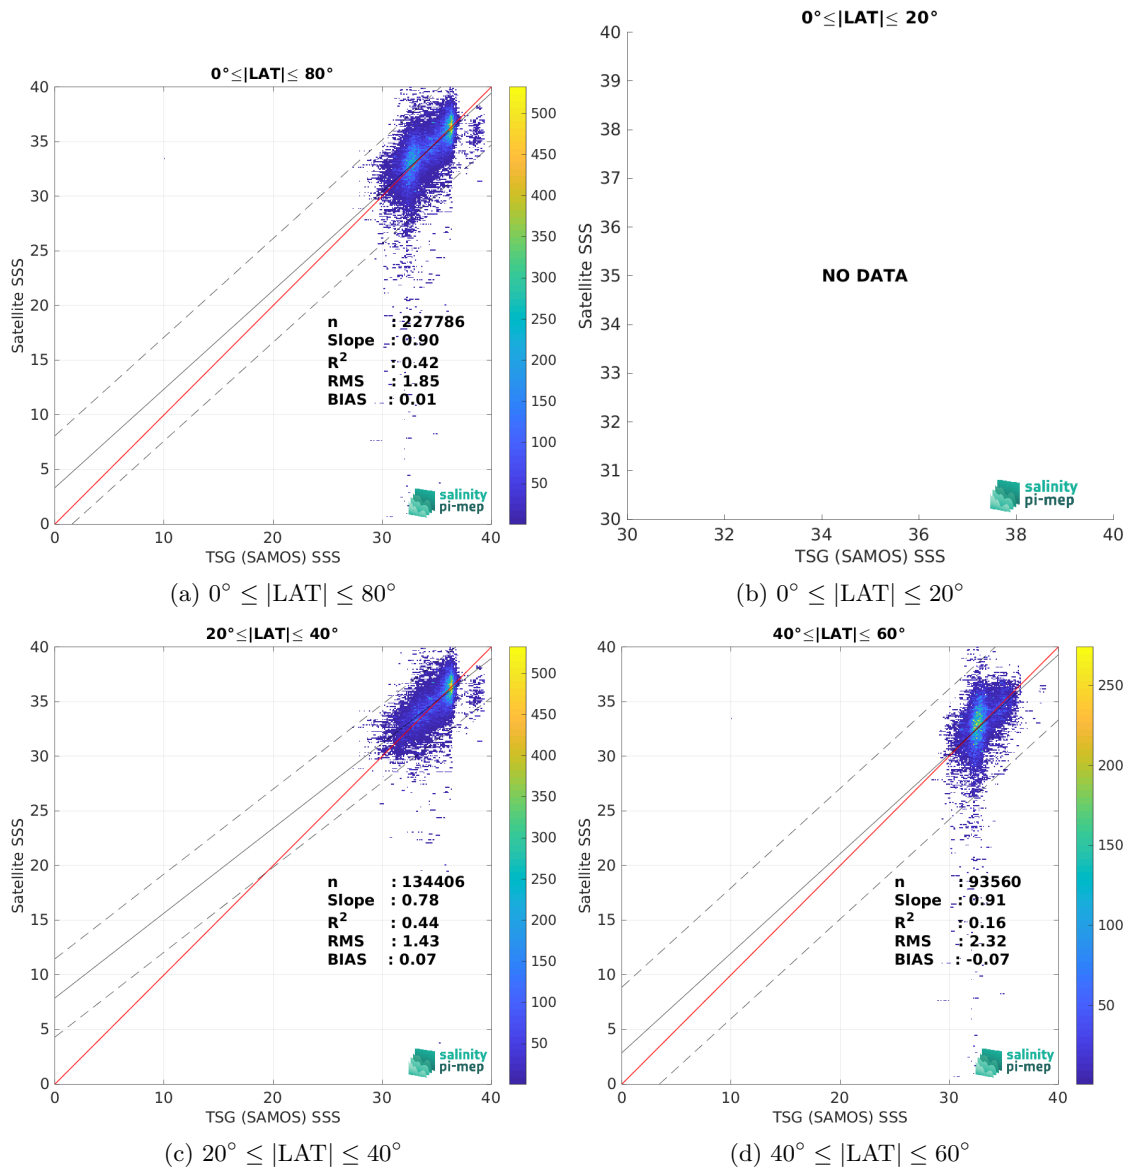 0°≤|LAT|≤ 80°
40
35
30
25
20
15
10
5
0
Satellite SSS
0
10
20
30
40
TSG (SAMOS) SSS
500
450
400
350
300
250
200
150
100
50
n : 227786
Slope : 0.90
R² : 0.42
RMS : 1.85
BIAS : 0.01
salinity
pi-mep
(a) 0° ≤ |LAT| ≤ 80°
0°≤|LAT|≤ 20°
40
39
38
37
36
35
34
33
32
31
30
Satellite SSS
NO DATA
30
32
34
36
38
40
TSG (SAMOS) SSS
salinity
pi-mep
(b) 0° ≤ |LAT| ≤ 20°
20°≤|LAT|≤ 40°
40
35
30
25
20
15
10
5
0
Satellite SSS
0
10
20
30
40
TSG (SAMOS) SSS
500
450
400
350
300
250
200
150
100
50
n : 134406
Slope : 0.78
R² : 0.44
RMS : 1.43
BIAS : 0.07
salinity
pi-mep
(c) 20° ≤ |LAT| ≤ 40°
40°≤|LAT|≤ 60°
40
35
30
25
20
15
10
5
0
Satellite SSS
0
10
20
30
40
TSG (SAMOS) SSS
250
200
150
100
50
n : 93560
Slope : 0.91
R² : 0.16
RMS : 2.32
BIAS : -0.07
salinity
pi-mep
(d) 40° ≤ |LAT| ≤ 60°